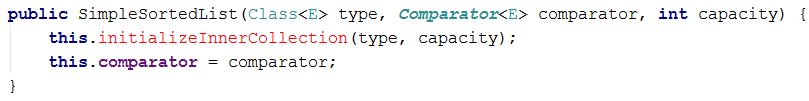 public SimpleSortedList(Class<E> type, Comparator<E> comparator, int capacity) {
    this.initializeInnerCollection(type, capacity);
    this.comparator = comparator;
}